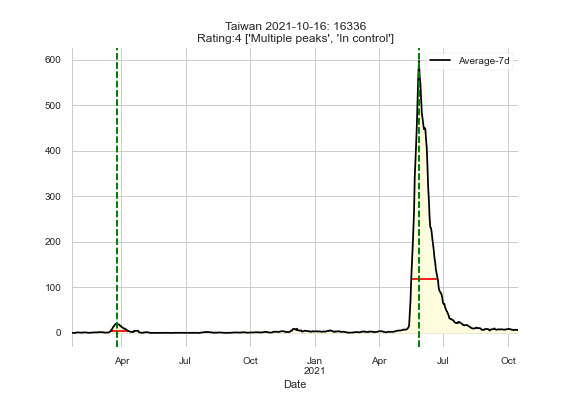 Taiwan 2021-10-16: 16336
Rating:4 ['Multiple peaks', 'In control']
Average-7d
600
500
400
300
200
100
0
Apr Jul Oct Jan Apr Jul Oct
2021
Date